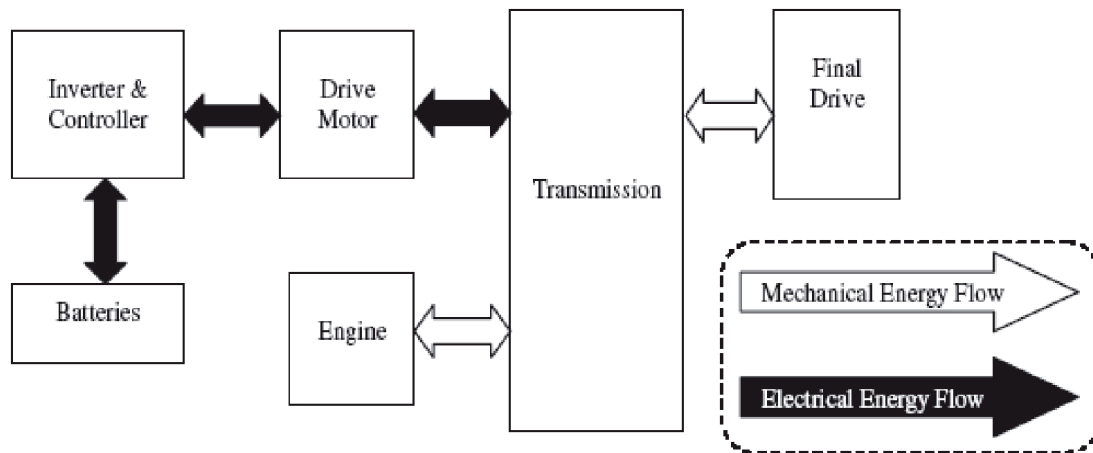 Inverter &
Controller
Drive
Motor
Transmission
Final
Drive
Batteries
Engine
Mechanical Energy Flow
Electrical Energy Flow